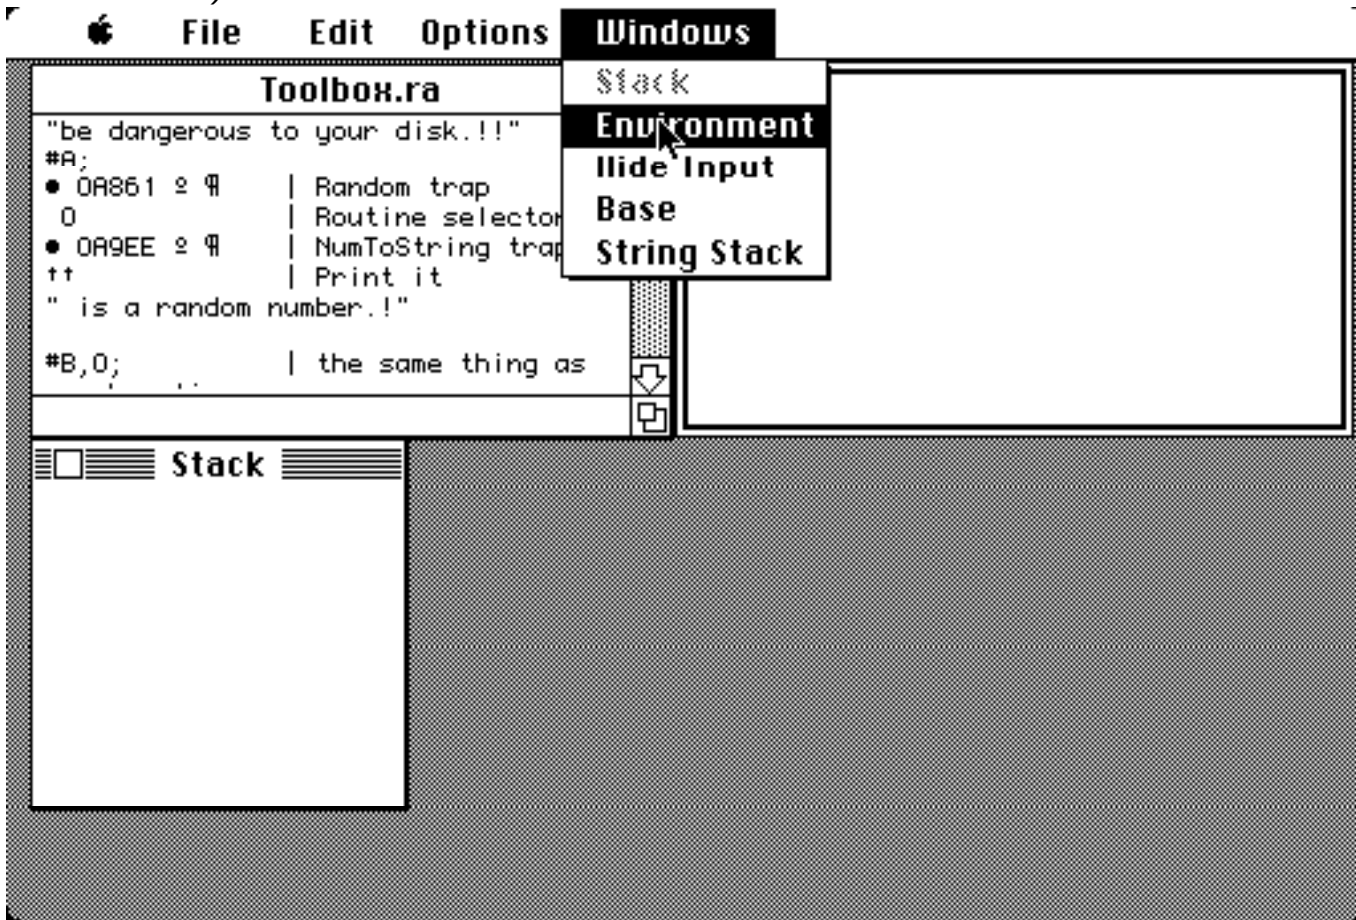 File Edit Options Windows
Toolbox.ra
"be dangerous to your disk.!!"
#A;
● 0A861 º ¶ | Random trap
0 | Routine selector
● 0A9EE º ¶ | NumToString trap
↑↑ | Print it
" is a random number.!"
#B,0; | the same thing as
Stack
Environment
Hide Input
Base
String Stack
Stack